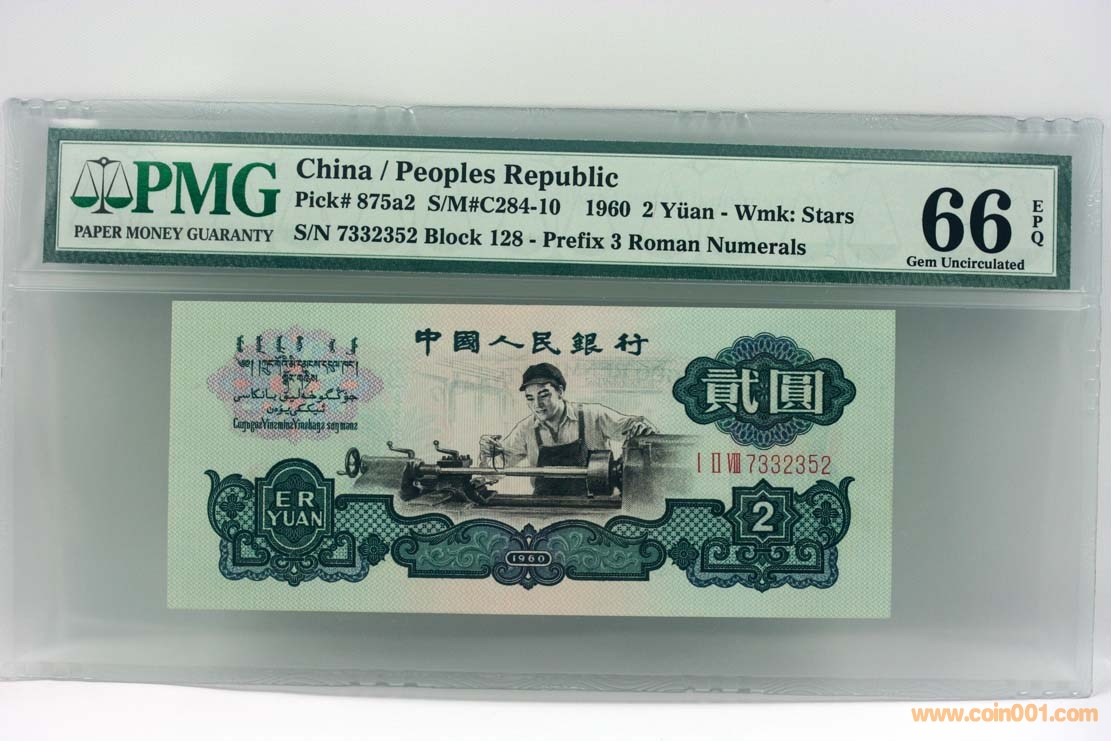 PMG
PAPER MONEY GUARANTY
China / Peoples Republic
Pick# 875a2 S/M#C284-10 1960 2 Yüan - Wmk: Stars
S/N 7332352 Block 128 - Prefix 3 Roman Numerals
66
EPQ
Gem Uncirculated
中國人民銀行
貳圓
I II VIII 7332352
ER
YUAN
2
1960
www.coin001.com